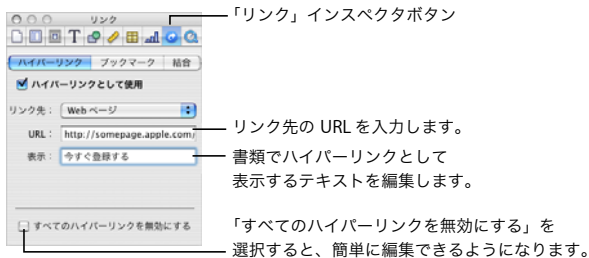 リンク
「リンク」インスペクタボタン
ハイパーリンク ブックマーク 結合
ハイパーリンクとして使用
リンク先： Web ページ
URL： http://somepage.apple.com/
リンク先の URL を入力します。
表示： 今すぐ登録する
書類でハイパーリンクとして
表示するテキストを編集します。
すべてのハイパーリンクを無効にする
「すべてのハイパーリンクを無効にする」を
選択すると、簡単に編集できるようになります。